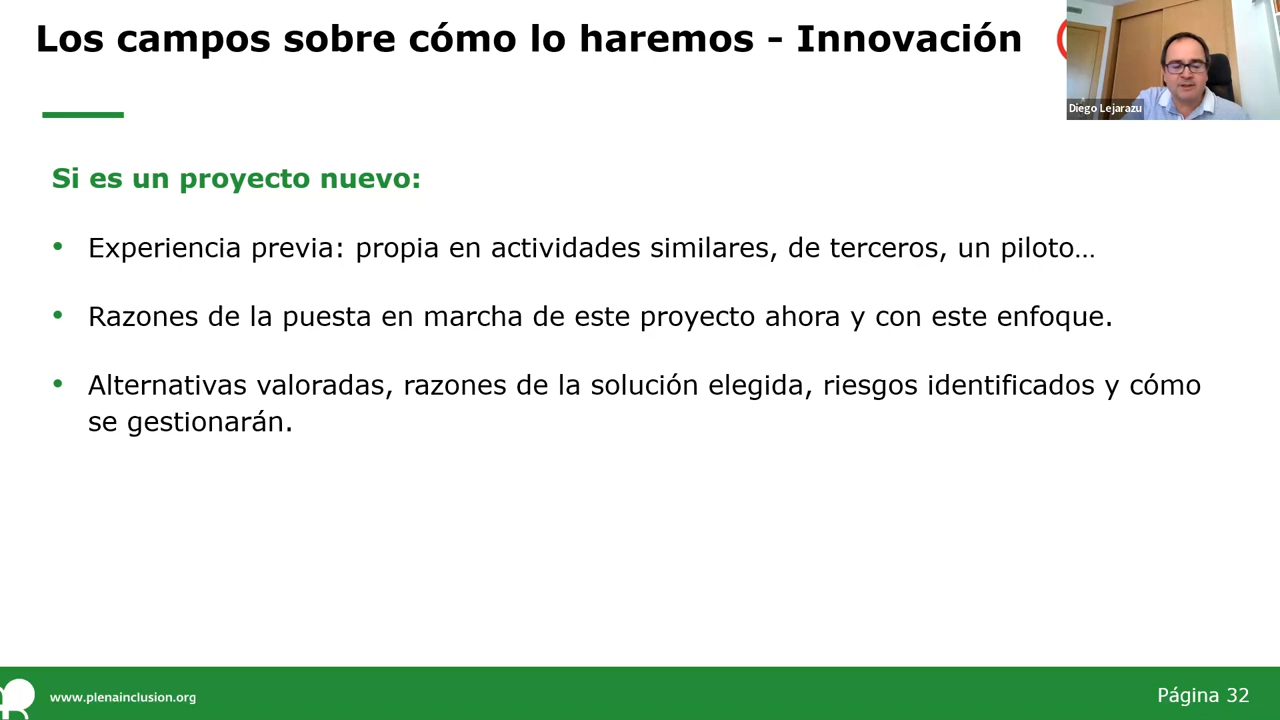 Los campos sobre cómo lo haremos - Innovación
Diego Lejarazu
Si es un proyecto nuevo:
• Experiencia previa: propia en actividades similares, de terceros, un piloto…
• Razones de la puesta en marcha de este proyecto ahora y con este enfoque.
• Alternativas valoradas, razones de la solución elegida, riesgos identificados y cómo
se gestionarán.
www.plenainclusion.org
Página 32